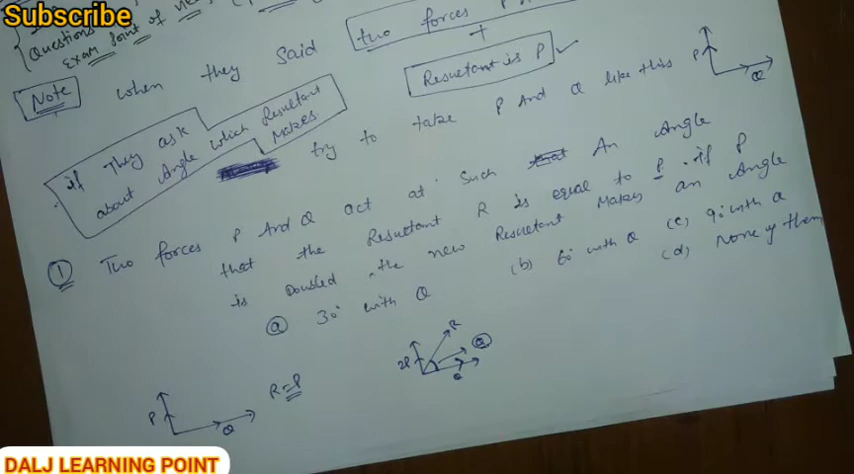 Subscribe
Questions
Exam Point of
Note when they said two forces P
+
Resultant is P
if They ask
about Angle which Resultant
Makes
try to take P And Q like this
P
Q
① Two forces P And Q act at such An Angle
that the Resultant R is equal to P. if P
is Doubled, the new Resultant Makes an Angle
ⓐ 30° with Q (b) 60° with Q (c) 90° with Q
(d) None of them
P
Q
R=P
2P
R
Q
Q
DALJ LEARNING POINT